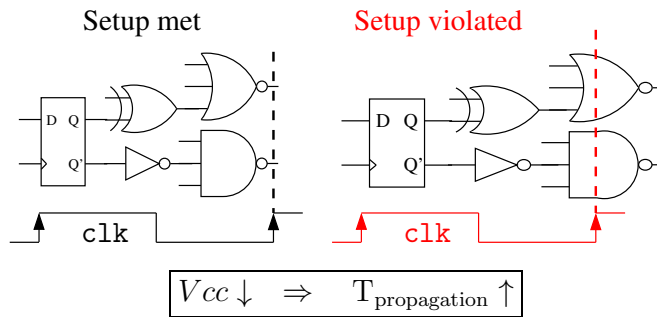 Setup met
Setup violated
D Q
Q'
D Q
Q'
clk
clk
Vcc ↓ ⇒ T_propagation ↑